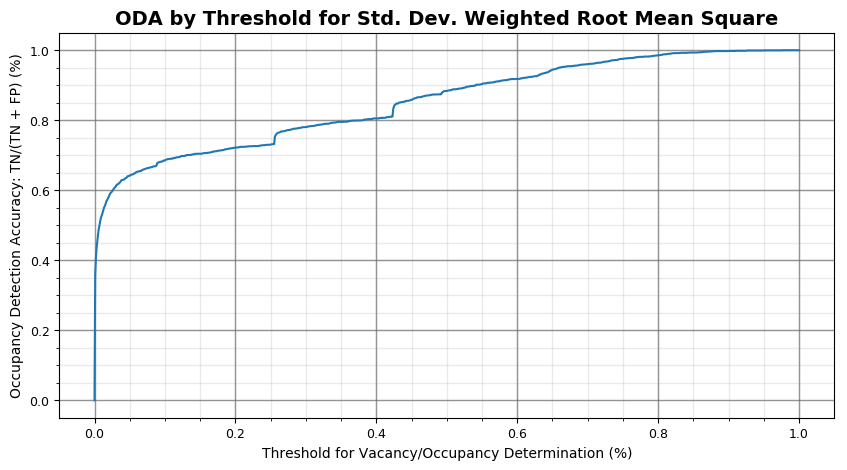 ODA by Threshold for Std. Dev. Weighted Root Mean Square
Occupancy Detection Accuracy: TN/(TN + FP) (%)
1.0
0.8
0.6
0.4
0.2
0.0
0.0 0.2 0.4 0.6 0.8 1.0
Threshold for Vacancy/Occupancy Determination (%)